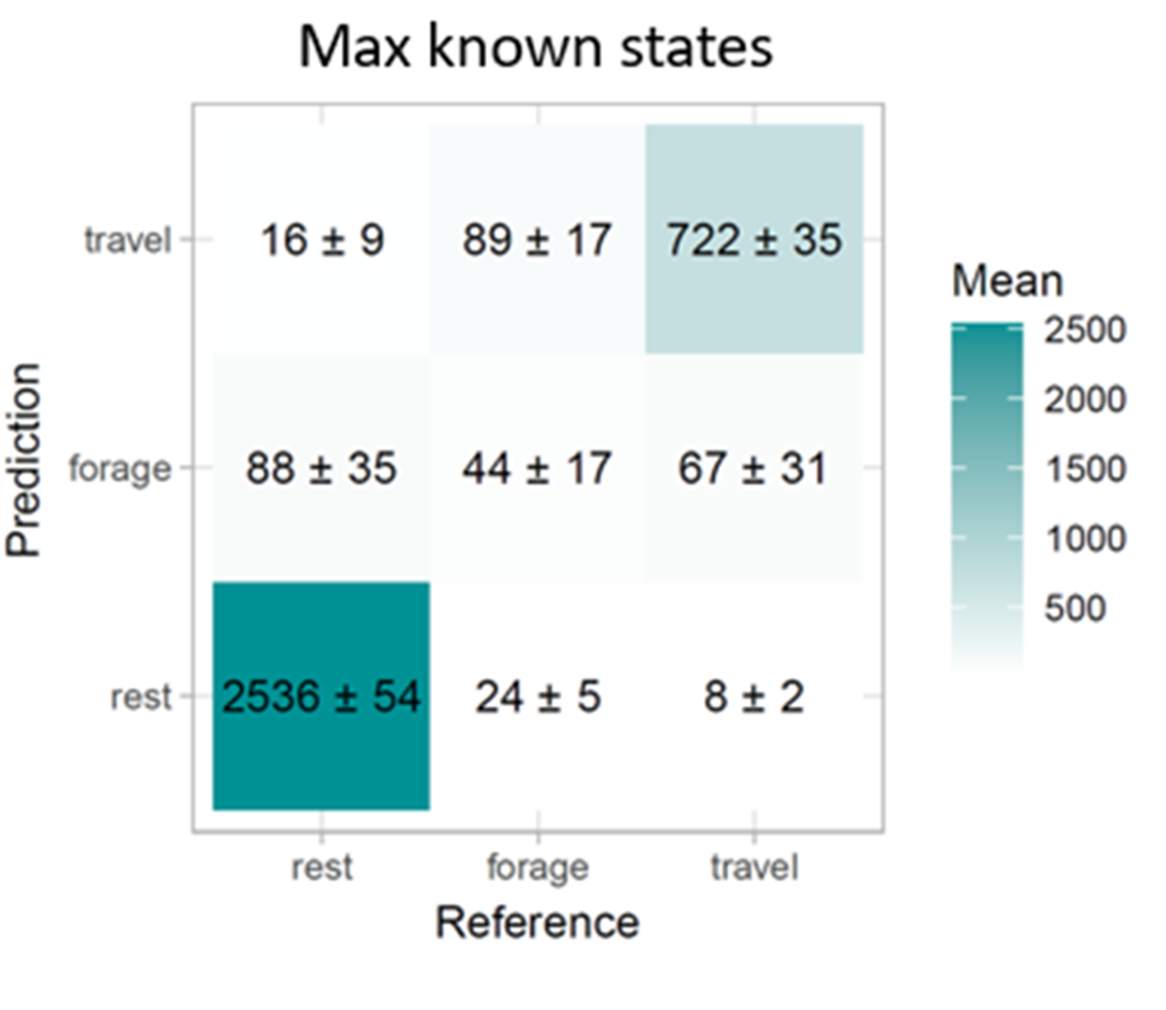 Max known states
travel
16 ± 9
89 ± 17
722 ± 35
forage
88 ± 35
44 ± 17
67 ± 31
rest
2536 ± 54
24 ± 5
8 ± 2
rest
forage
travel
Reference
Prediction
Mean
2500
2000
1500
1000
500